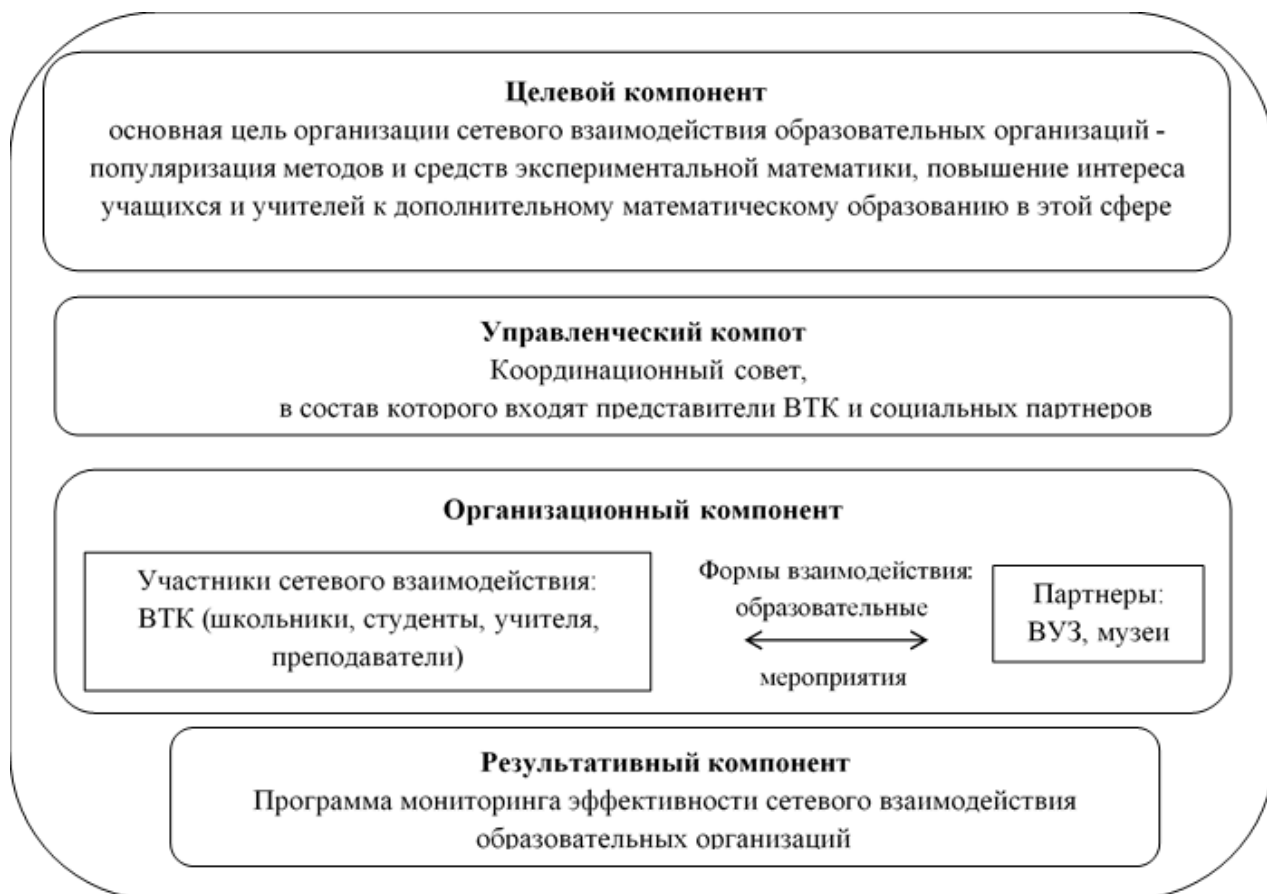 Целевой компонент
основная цель организации сетевого взаимодействия образовательных организаций -
популяризация методов и средств экспериментальной математики, повышение интереса
учащихся и учителей к дополнительному математическому образованию в этой сфере
Управленческий компот
Координационный совет,
в состав которого входят представители ВТК и социальных партнеров
Организационный компонент
Участники сетевого взаимодействия:
ВТК (школьники, студенты, учителя,
преподаватели)
Формы взаимодействия:
образовательные
мероприятия
Партнеры:
ВУЗ, музеи
Результативный компонент
Программа мониторинга эффективности сетевого взаимодействия
образовательных организаций